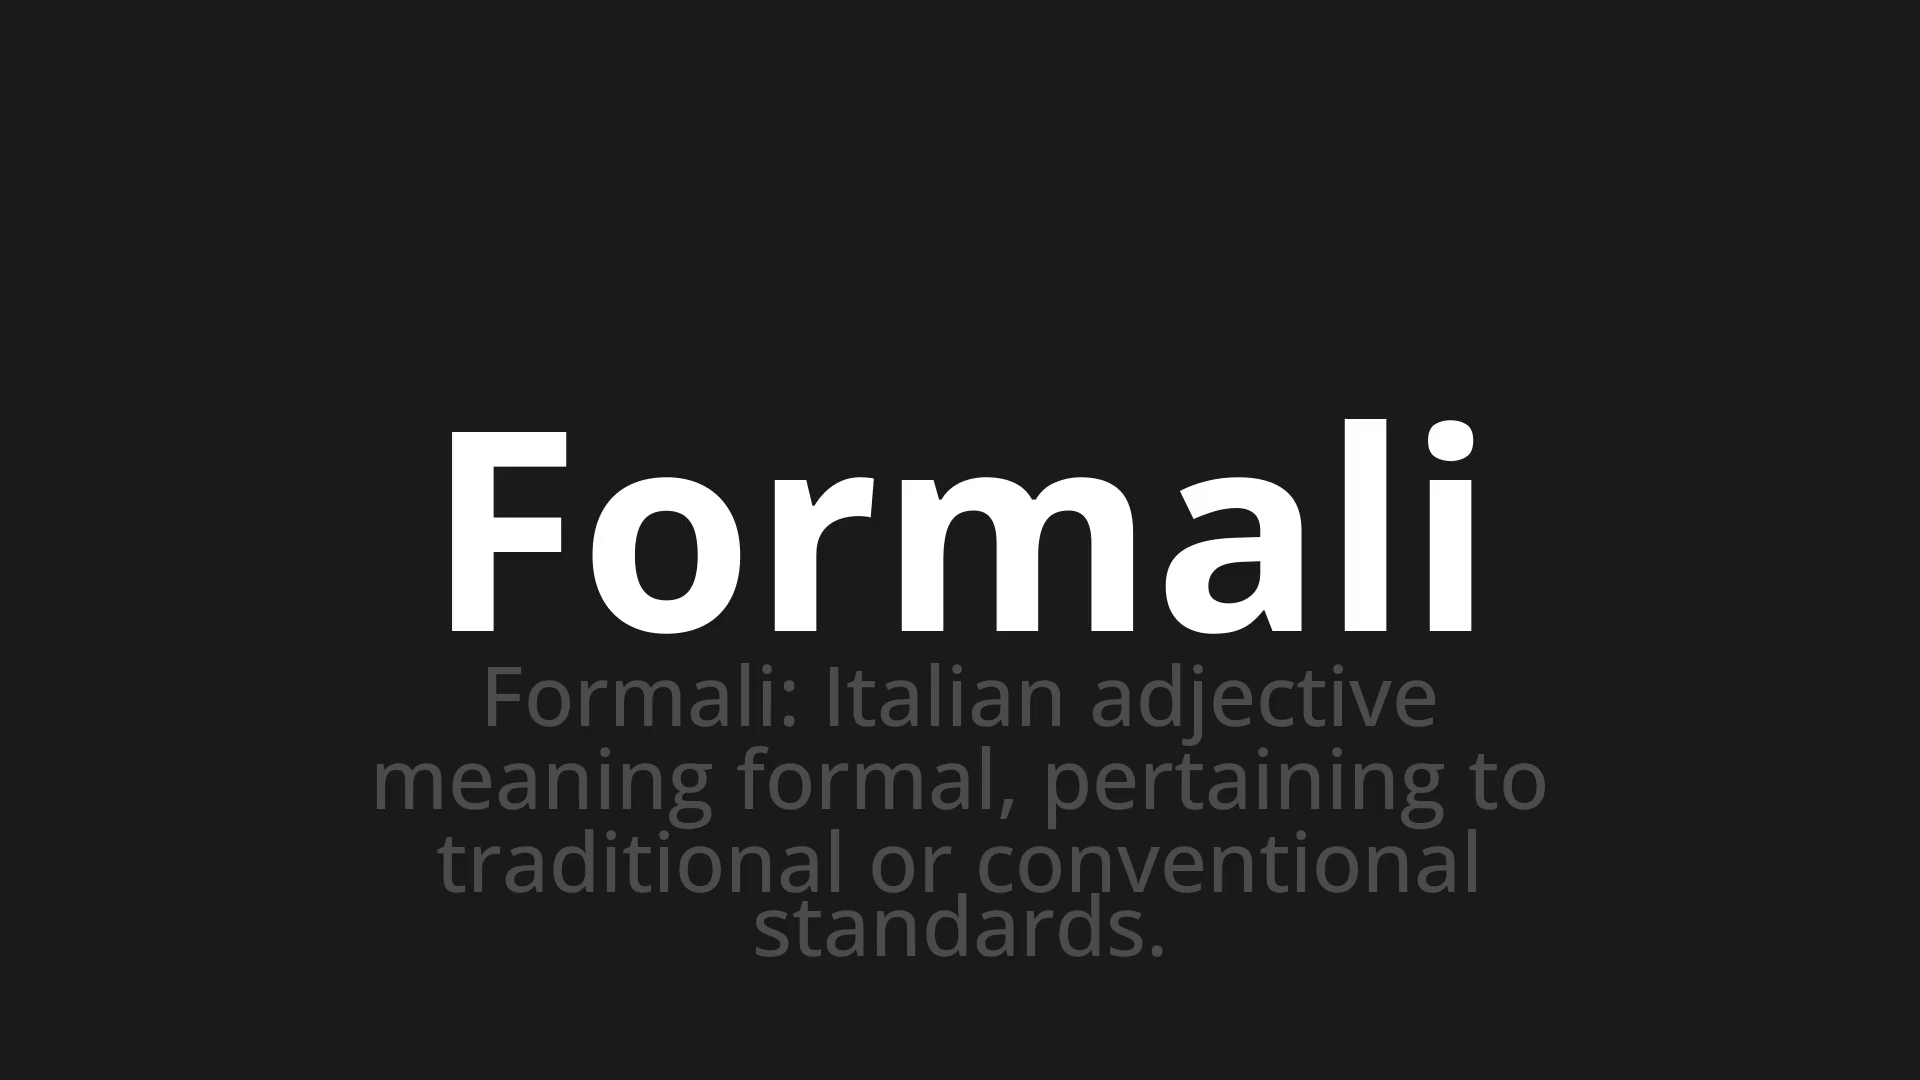 Formali
Formali: Italian adjective
meaning formal, pertaining to
traditional or conventional
standards.